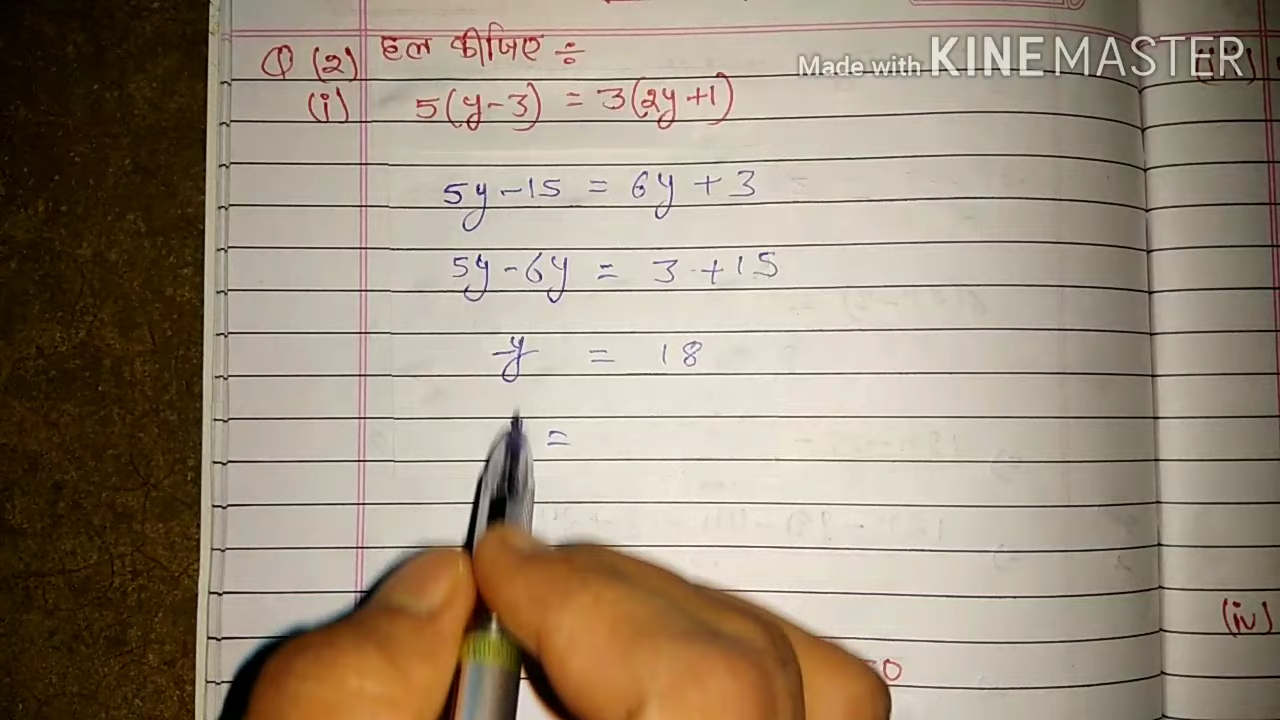 Q (2) हल कीजिए ÷
Made with KINEMASTER
(i) 5(y-3) = 3(2y+1)
5y-15 = 6y+3
5y-6y = 3+15
-y = 18
=
(iv)
=0